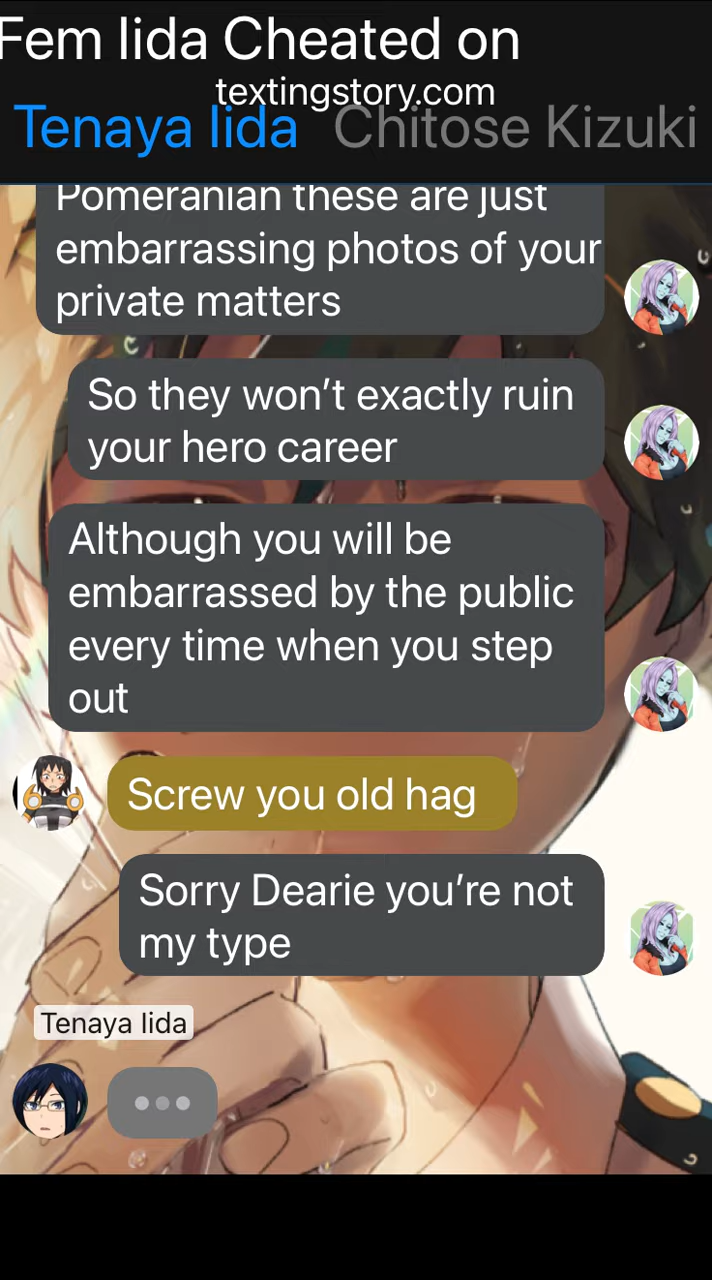 Fem Iida Cheated on
textingstory.com
Tenaya Iida Chitose Kizuki
Pomeranian these are just
embarrassing photos of your
private matters
So they won’t exactly ruin
your hero career
Although you will be
embarrassed by the public
every time when you step
out
Screw you old hag
Sorry Dearie you’re not
my type
Tenaya Iida